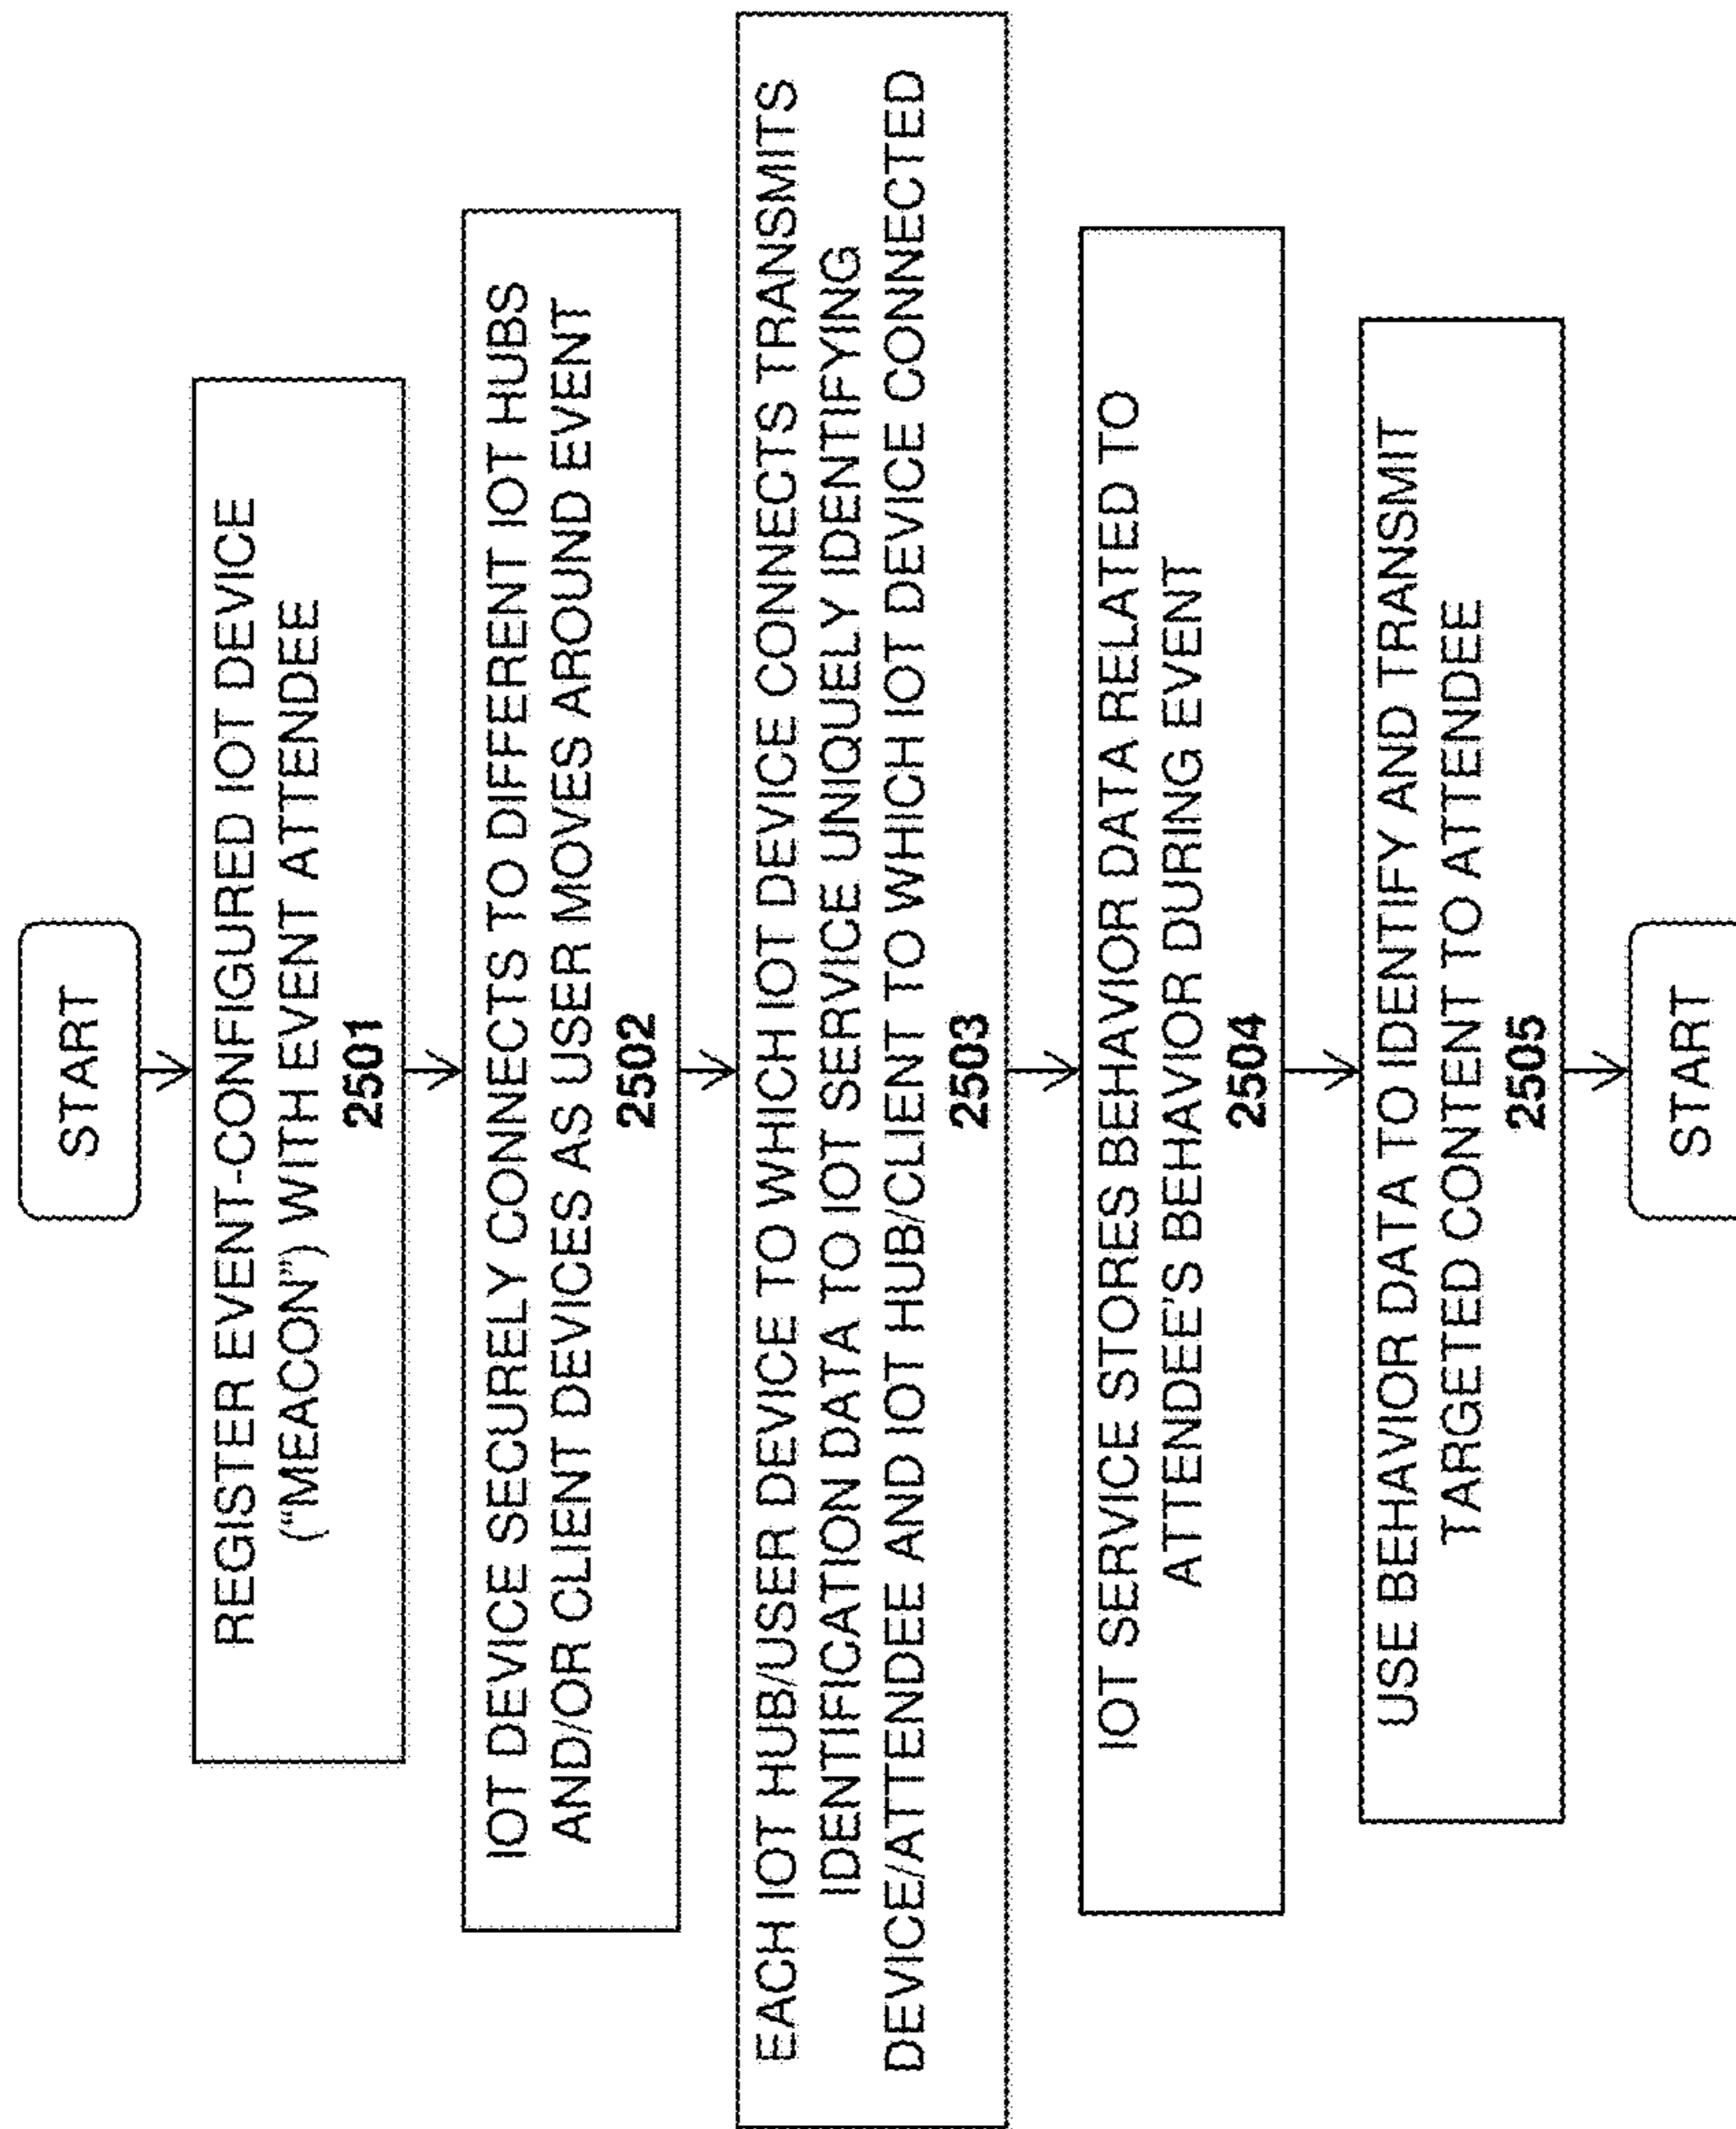 START
REGISTER EVENT-CONFIGURED IOT DEVICE
("MEACON") WITH EVENT ATTENDEE
2501
IOT DEVICE SECURELY CONNECTS TO DIFFERENT IOT HUBS
AND/OR CLIENT DEVICES AS USER MOVES AROUND EVENT
2502
EACH IOT HUB/USER DEVICE TO WHICH IOT DEVICE CONNECTS TRANSMITS
IDENTIFICATION DATA TO IOT SERVICE UNIQUELY IDENTIFYING
DEVICE/ATTENDEE AND IOT HUB/CLIENT TO WHICH IOT DEVICE CONNECTED
2503
IOT SERVICE STORES BEHAVIOR DATA RELATED TO
ATTENDEE'S BEHAVIOR DURING EVENT
2504
USE BEHAVIOR DATA TO IDENTIFY AND TRANSMIT
TARGETED CONTENT TO ATTENDEE
2505
START